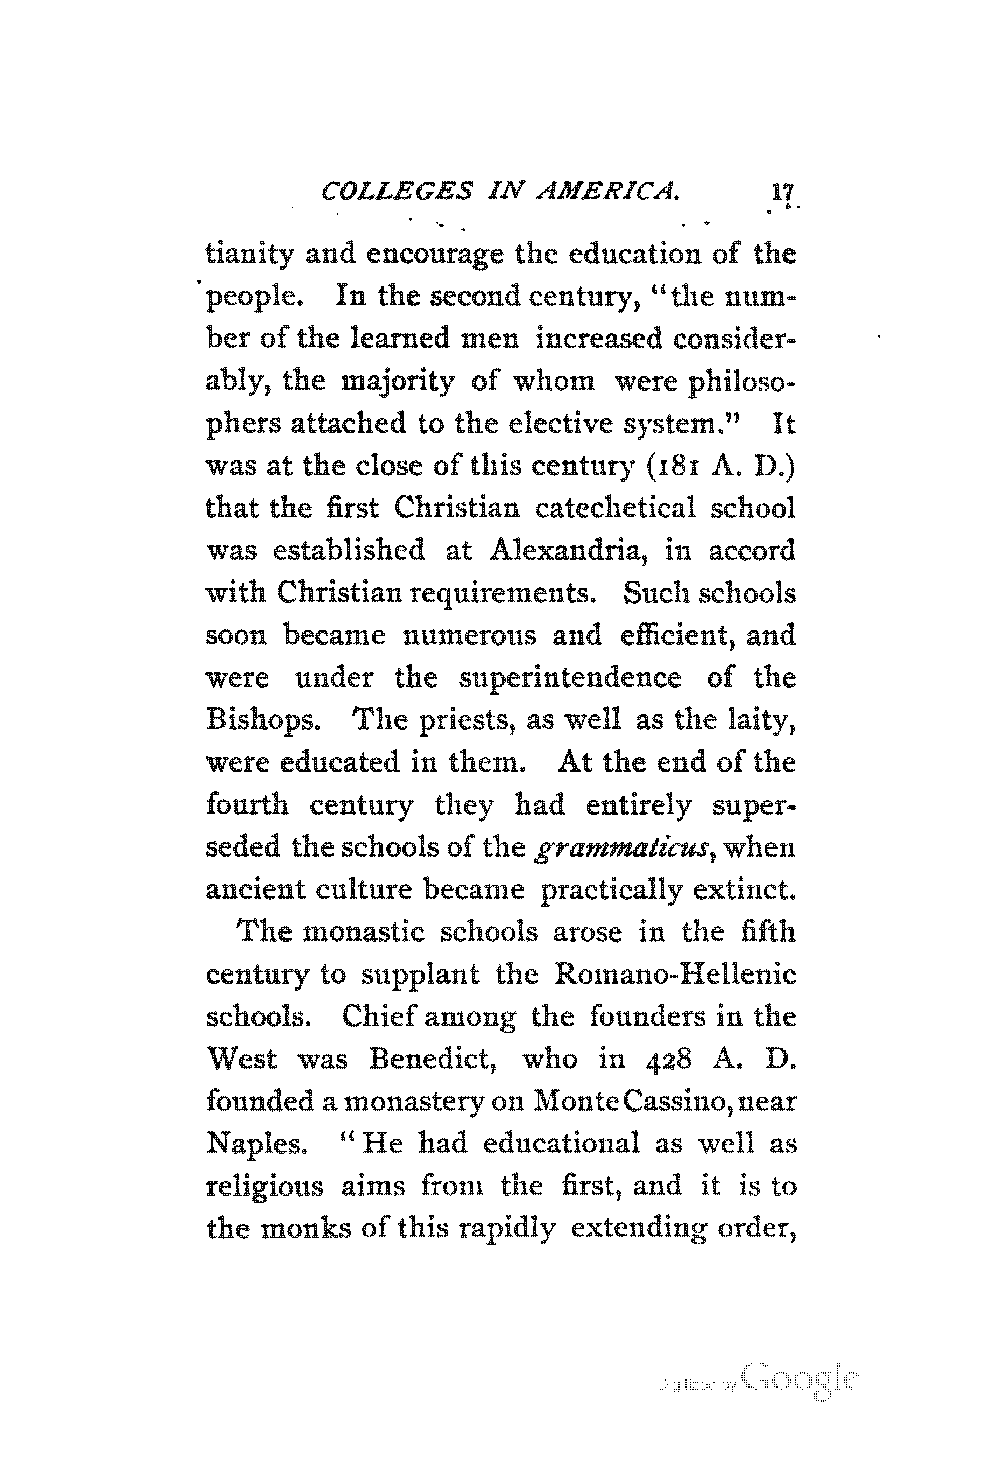 COLLEGES IN AMERICA. 17
tianity and encourage the education of the
people. In the second century, "the num-
ber of the learned men increased consider-
ably, the majority of whom were philoso-
phers attached to the elective system." It
was at the close of this century (181 A. D.)
that the first Christian catechetical school
was established at Alexandria, in accord
with Christian requirements. Such schools
soon became numerous and efficient, and
were under the superintendence of the
Bishops. The priests, as well as the laity,
were educated in them. At the end of the
fourth century they had entirely super-
seded the schools of the grammaticus, when
ancient culture became practically extinct.
The monastic schools arose in the fifth
century to supplant the Romano-Hellenic
schools. Chief among the founders in the
West was Benedict, who in 428 A. D.
founded a monastery on Monte Cassino, near
Naples. "He had educational as well as
religious aims from the first, and it is to
the monks of this rapidly extending order,
Digitized by Google